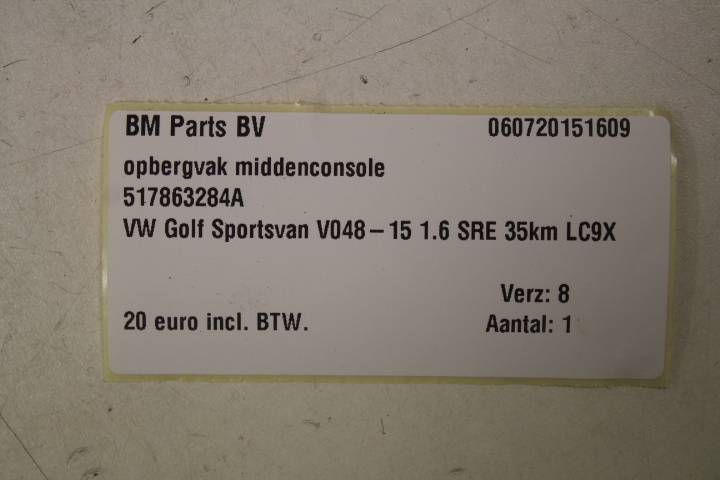 BM Parts BV 060720151609
opbergvak middenconsole
517863284A
VW Golf Sportsvan V048-15 1.6 SRE 35km LC9X
Verz: 8
20 euro incl. BTW. Aantal: 1